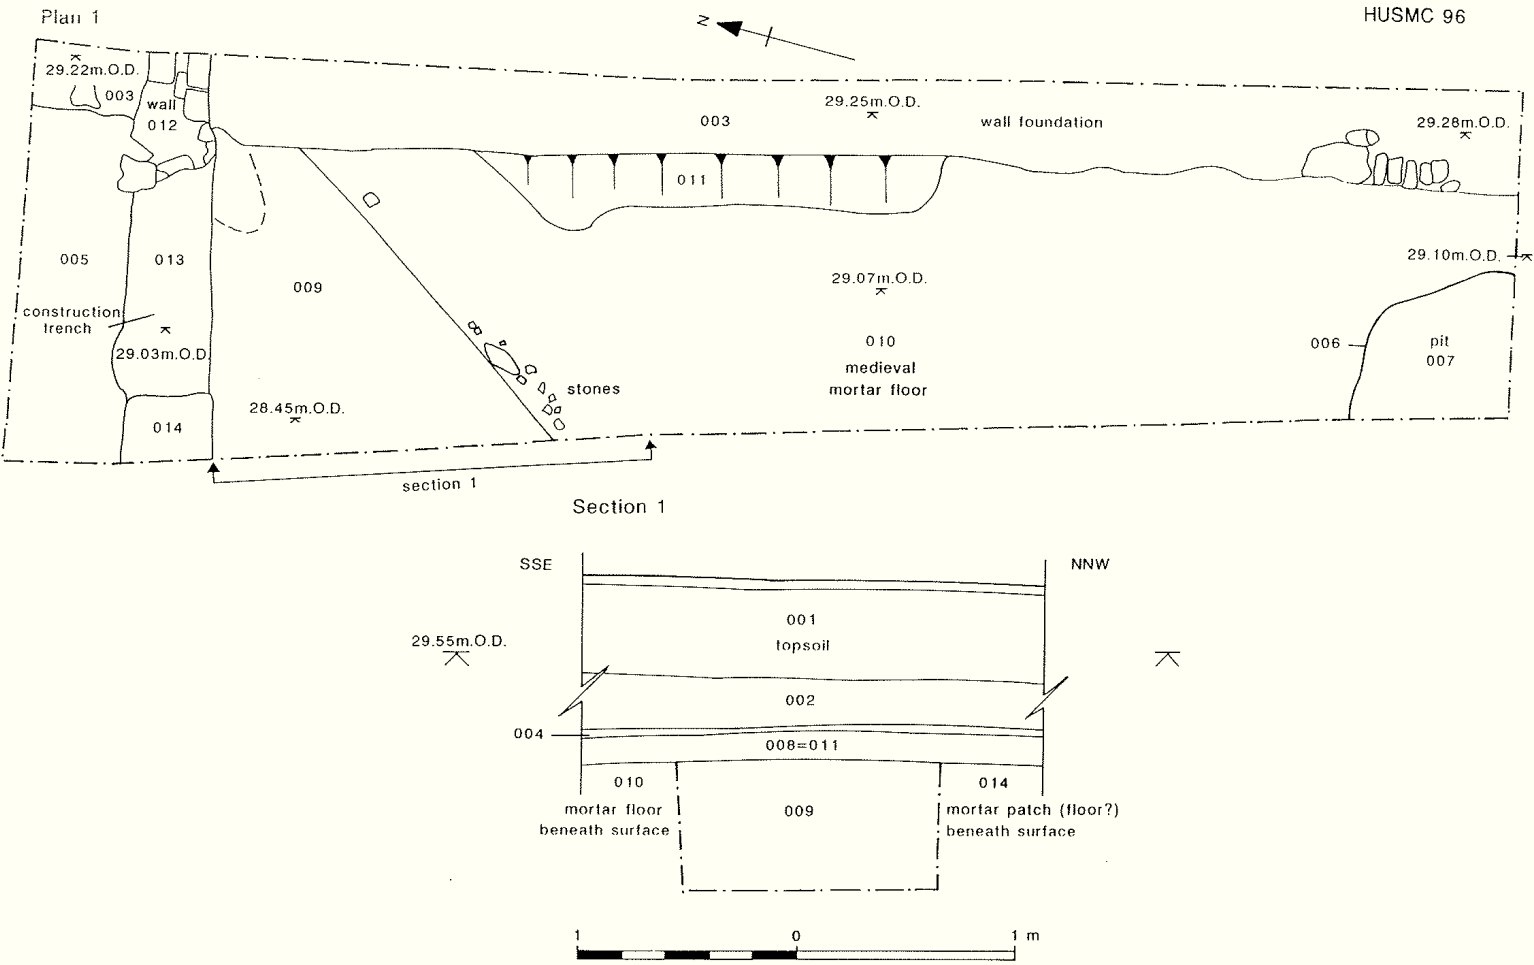 Plan 1
N
HUSMC 96
29.22m.O.D.
003
wall
012
29.25m.O.D.
003
wall foundation
29.28m.O.D.
011
005
013
009
29.10m.O.D.
29.07m.O.D.
construction
trench
29.03m.O.D.
010
medieval
mortar floor
006
pit
007
stones
28.45m.O.D.
014
section 1
Section 1
SSE
NNW
001
topsoil
29.55m.O.D.
002
004
008=011
010
mortar floor
beneath surface
009
014
mortar patch (floor?)
beneath surface
1 0 1 m